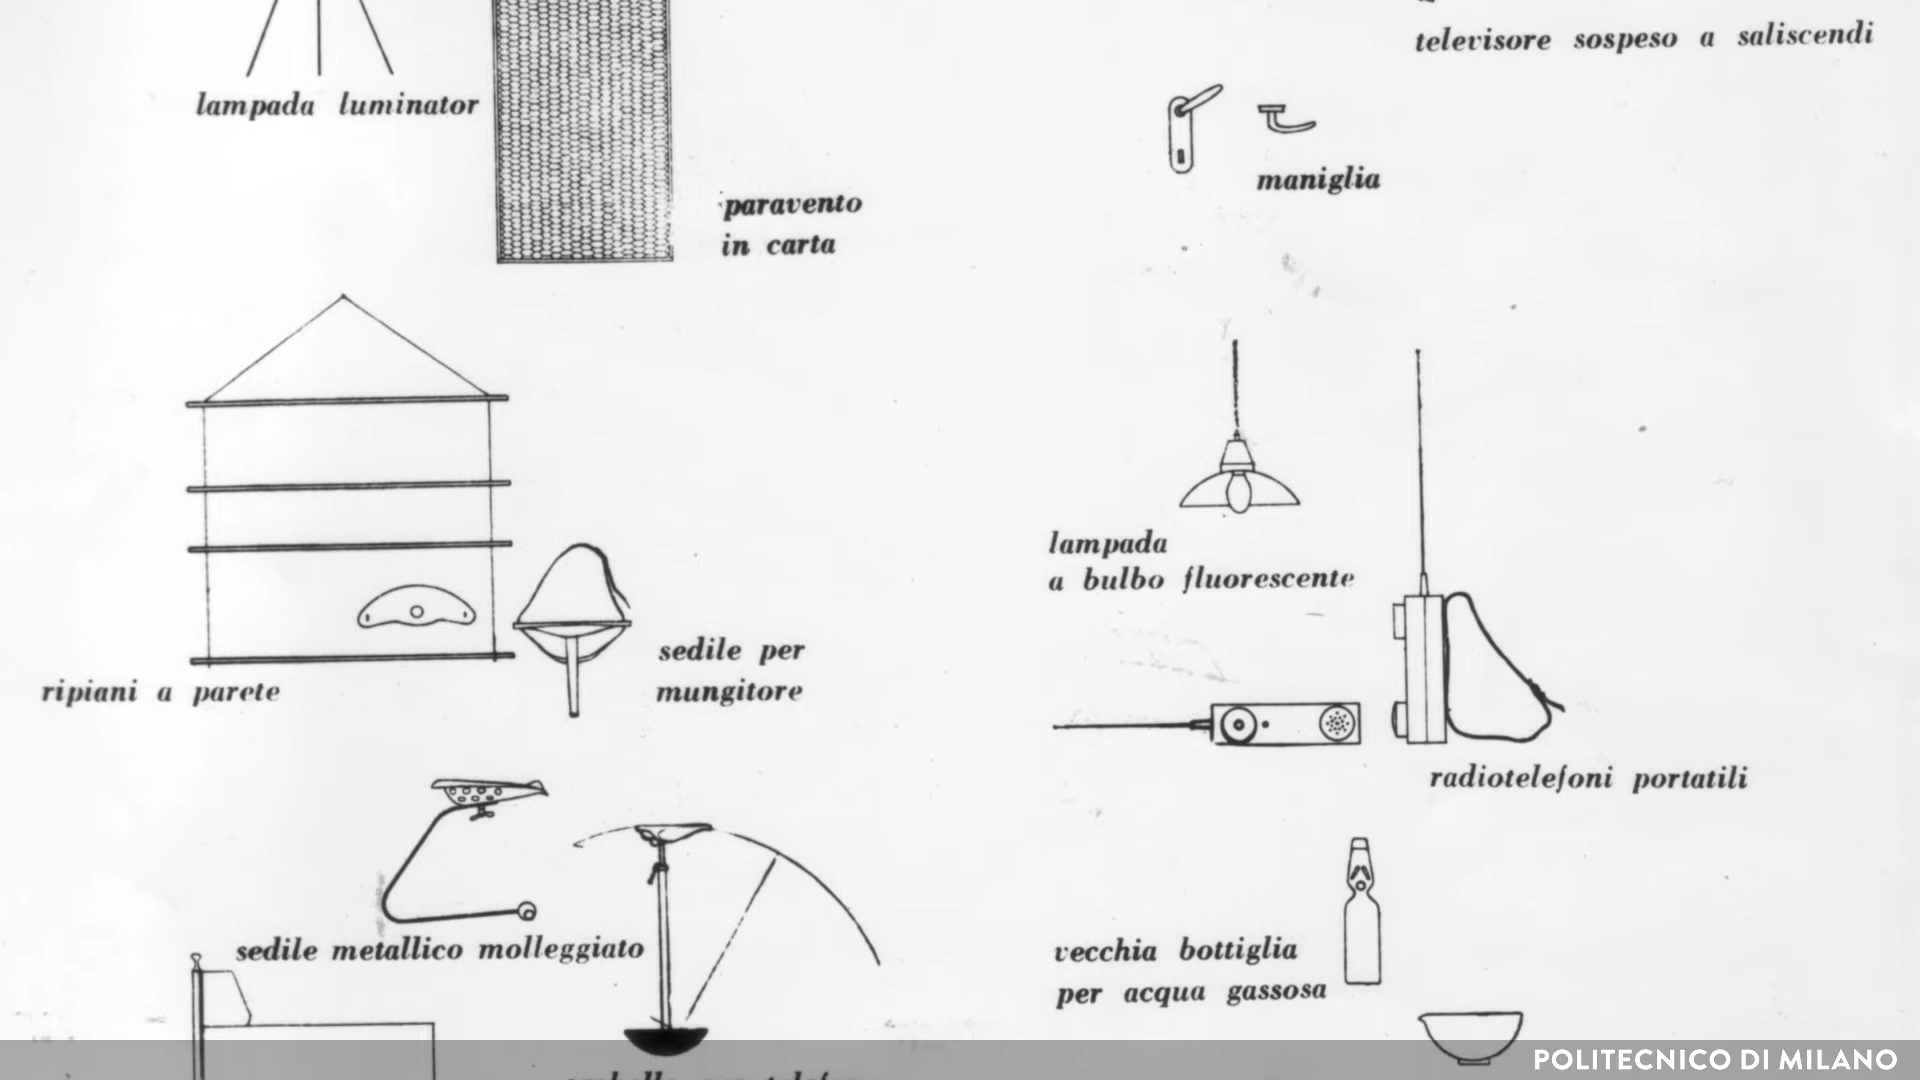 televisore sospeso a saliscendi
lampada luminator
maniglia
paravento
in carta
lampada
a bulbo fluorescente
sedile per
mungitore
ripiani a parete
radiotelefoni portatili
sedile metallico molleggiato
vecchia bottiglia
per acqua gassosa
POLITECNICO DI MILANO